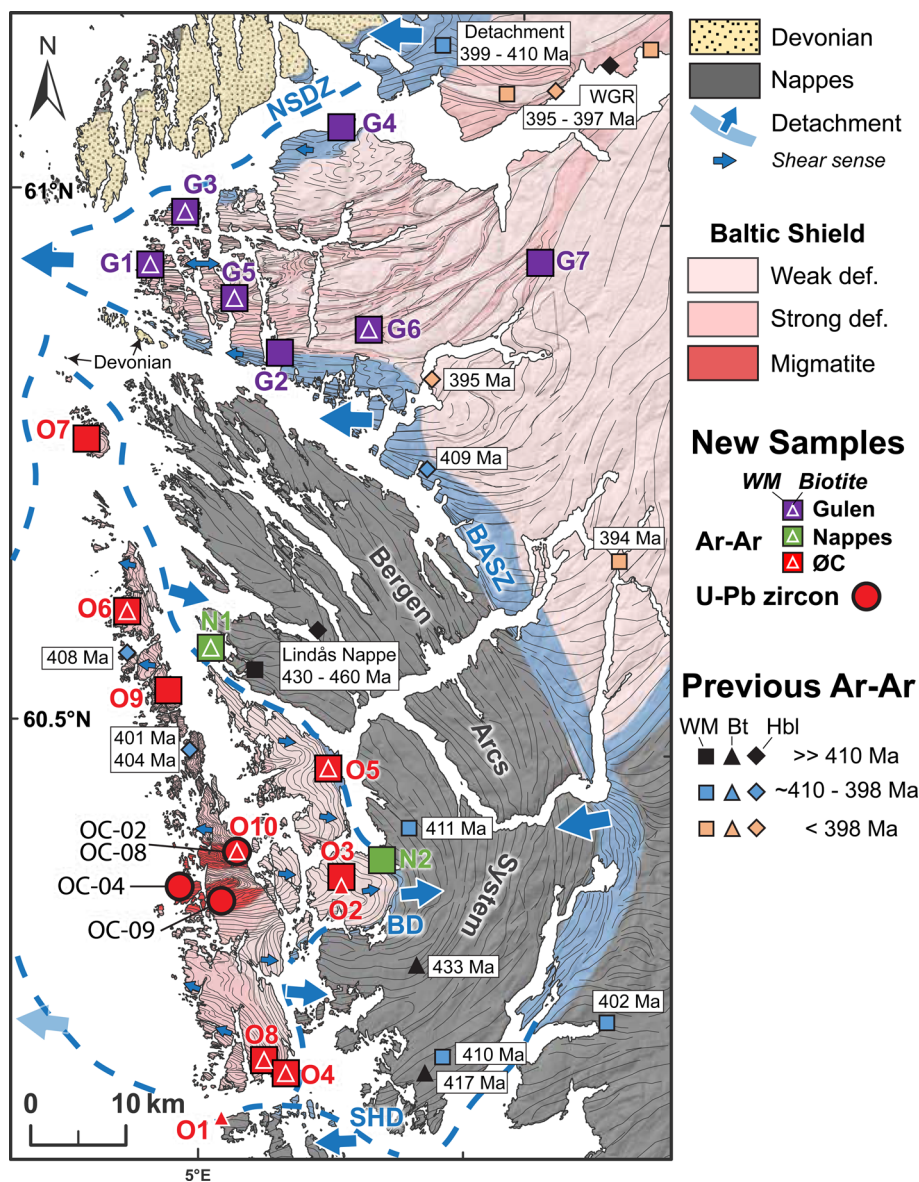 N
Detachment
399 - 410 Ma
WGR
395 - 397 Ma
NSDZ
G4
61°N
G3
G1
G5
G7
G6
Devonian
G2
395 Ma
O7
409 Ma
BASZ
394 Ma
Bergen
O6
N1
408 Ma
Lindås Nappe
430 - 460 Ma
O9
60.5°N
401 Ma
404 Ma
Arcs
O5
OC-02
OC-08
O10
411 Ma
O3
N2
OC-04
O2
System
OC-09
BD
433 Ma
402 Ma
O8
410 Ma
O4
417 Ma
0
10 km
O1
SHD
5°E
Devonian
Nappes
Detachment
Shear sense
Baltic Shield
Weak def.
Strong def.
Migmatite
New Samples
WM Biotite
Gulen
Ar-Ar
Nappes
ØC
U-Pb zircon
Previous Ar-Ar
WM Bt Hbl
>> 410 Ma
~410 - 398 Ma
< 398 Ma